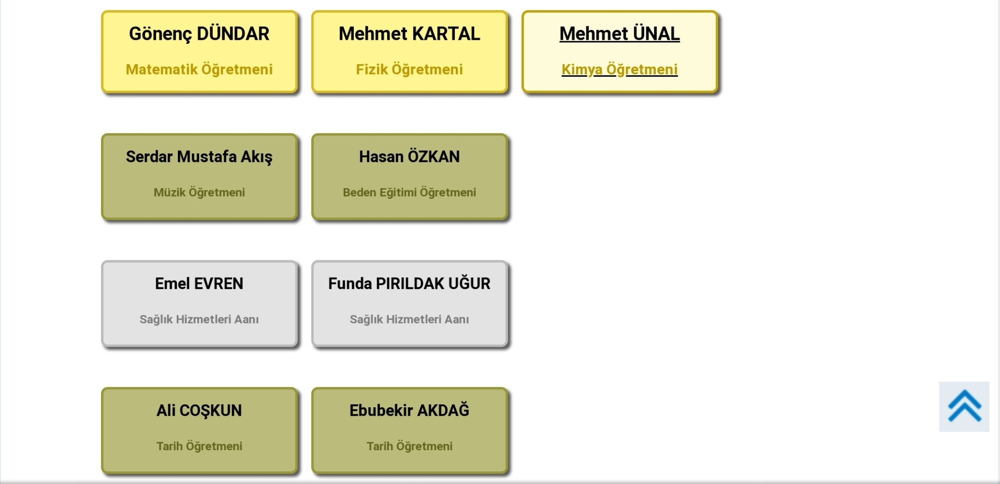 Gönenç DÜNDAR
Matematik Öğretmeni
Mehmet KARTAL
Fizik Öğretmeni
Mehmet ÜNAL
Kimya Öğretmeni
Serdar Mustafa Akış
Müzik Öğretmeni
Hasan ÖZKAN
Beden Eğitimi Öğretmeni
Emel EVREN
Sağlık Hizmetleri Aanı
Funda PIRILDAK UĞUR
Sağlık Hizmetleri Aanı
Ali COŞKUN
Tarih Öğretmeni
Ebubekir AKDAĞ
Tarih Öğretmeni